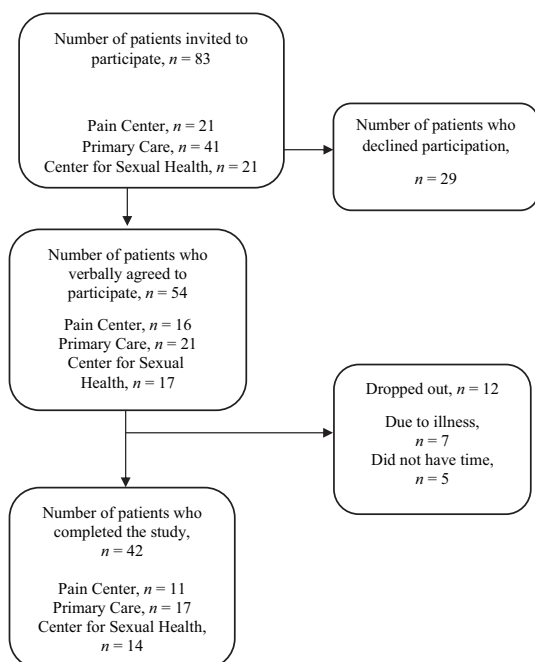 Number of patients invited to
participate, n = 83
Pain Center, n = 21
Primary Care, n = 41
Center for Sexual Health, n = 21
Number of patients who
declined participation,
n = 29
Number of patients who
verbally agreed to
participate, n = 54
Pain Center, n = 16
Primary Care, n = 21
Center for Sexual
Health, n = 17
Dropped out, n = 12
Due to illness,
n = 7
Did not have time,
n = 5
Number of patients who
completed the study,
n = 42
Pain Center, n = 11
Primary Care, n = 17
Center for Sexual Health,
n = 14